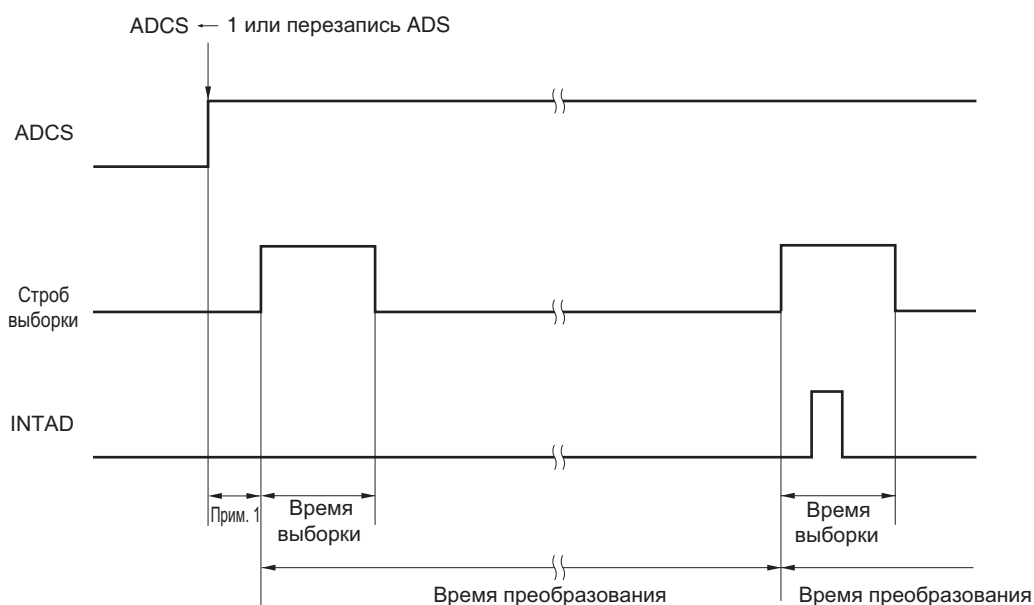 ADCS ← 1 или перезапись ADS
ADCS
Строб
выборки
INTAD
Прим. 1
Время
выборки
Время
выборки
Время преобразования
Время преобразования